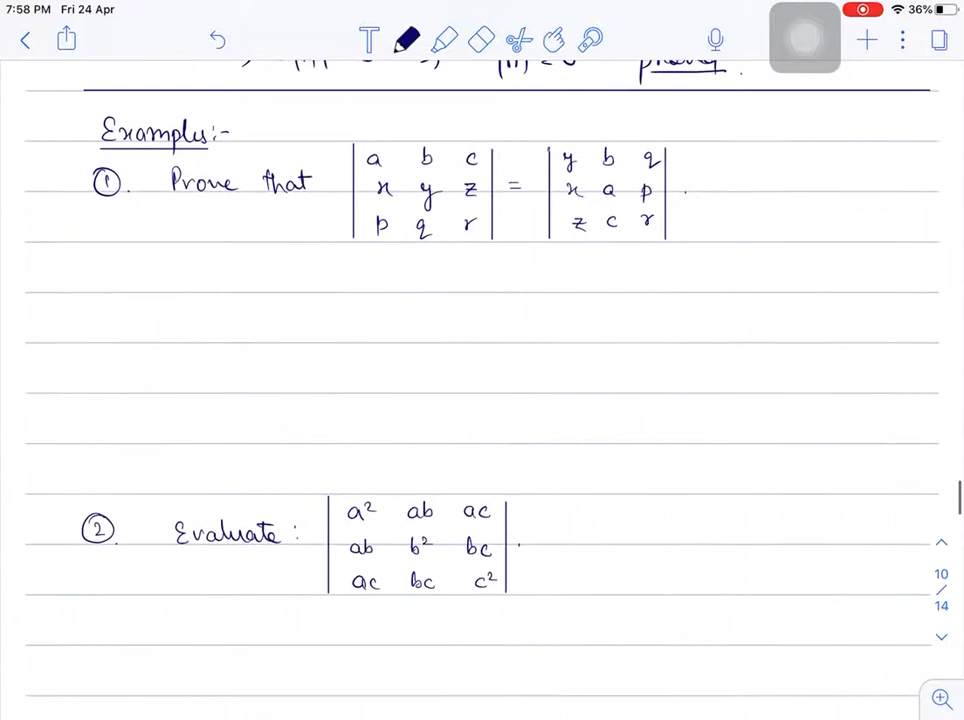 7:58 PM Fri 24 Apr
36%
Examples:-
①. Prove that | a b c | = | y b q |
| x y z | | x a p | .
| p q r | | z c r |
②. Evaluate : | a² ab ac |
| ab b² bc | .
| ac bc c² |
10
/
14